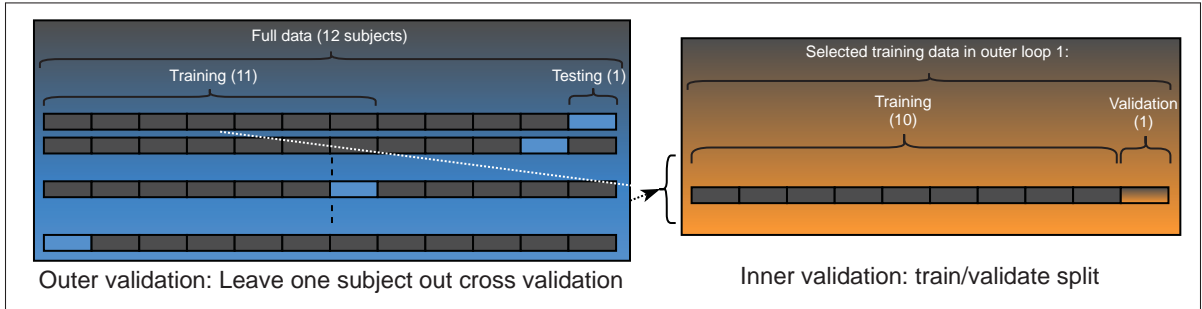 Full data (12 subjects)
Training (11)
Testing (1)
Outer validation: Leave one subject out cross validation
Selected training data in outer loop 1:
Training
(10)
Validation
(1)
Inner validation: train/validate split